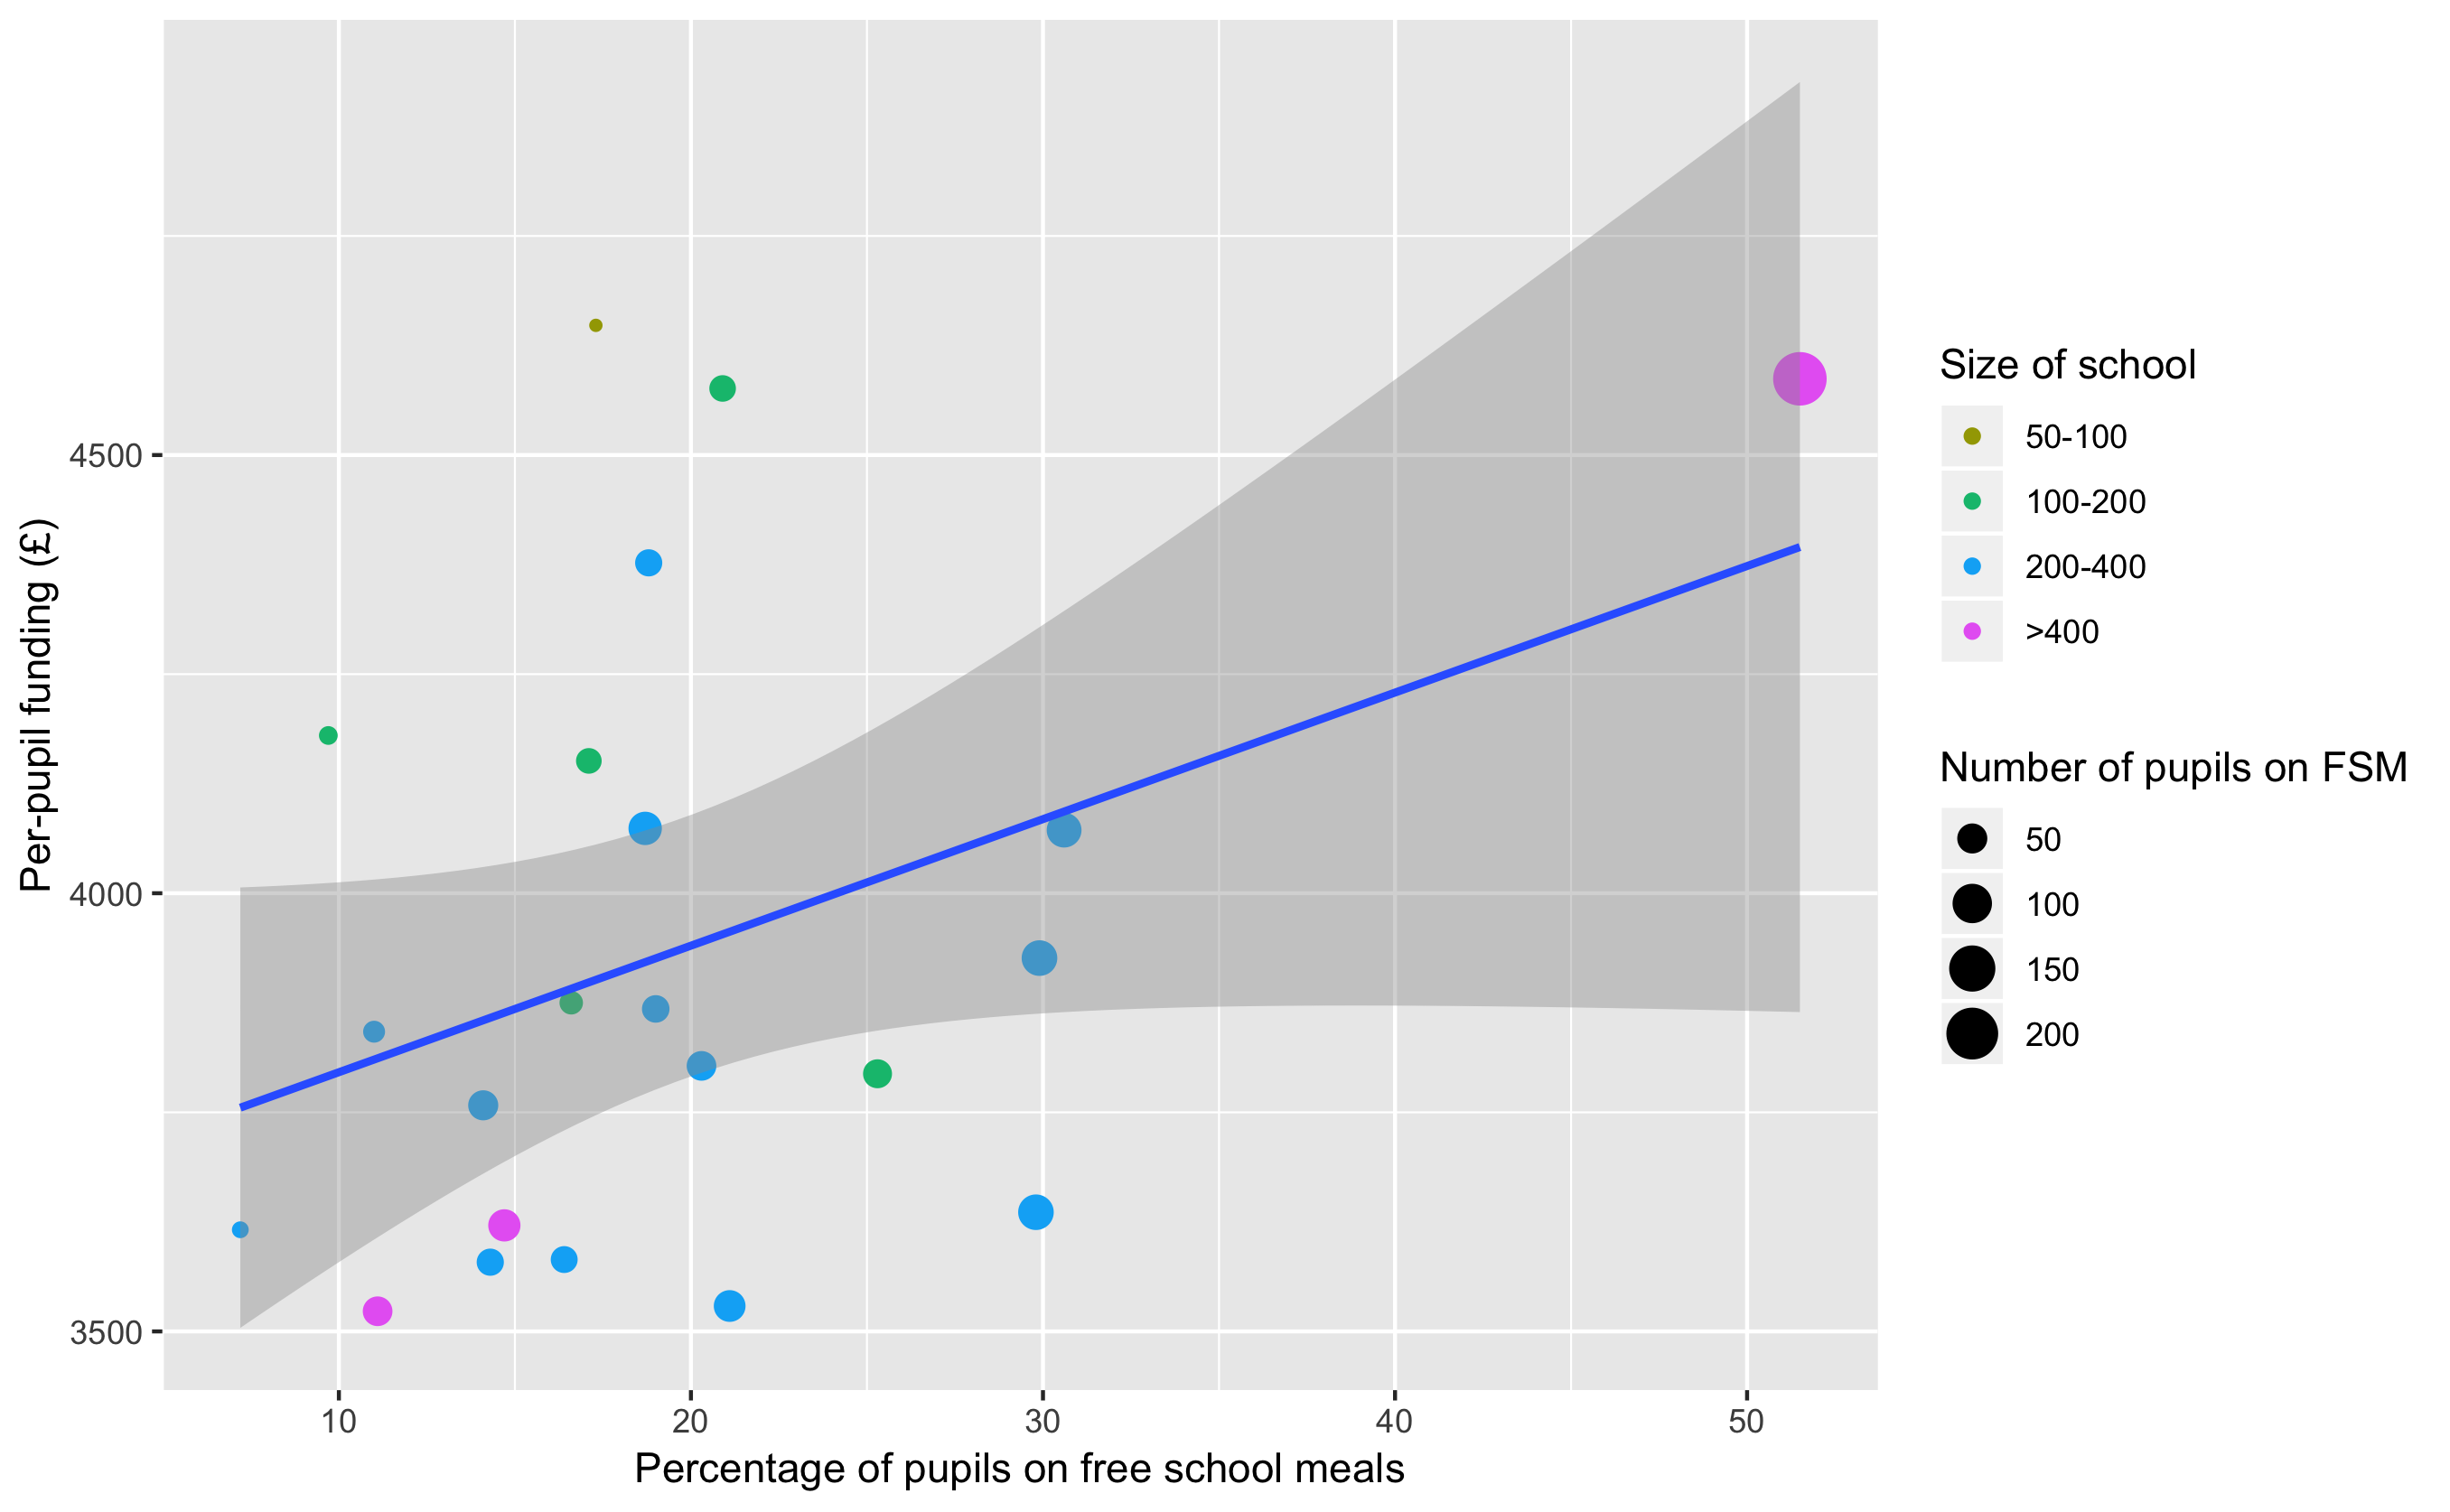 Per-pupil funding (£)
4500
4000
3500
10 20 30 40 50
Percentage of pupils on free school meals
Size of school
50-100
100-200
200-400
>400
Number of pupils on FSM
50
100
150
200